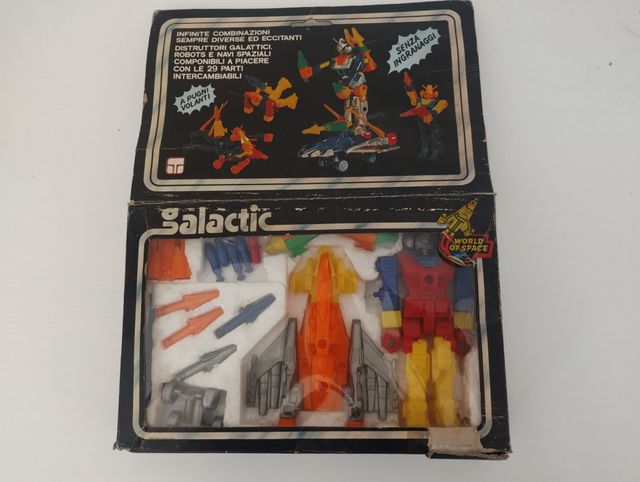 INFINITE COMBINAZIONI
SEMPRE DIVERSE ED ECCITANTI
DISTRUTTORI GALATTICI.
ROBOTS E NAVI SPAZIALI
COMPONIBILI A PIACERE
CON LE 29 PARTI
INTERCAMBIABILI
SENZA
INGRANAGGI
A PUGNI
VOLANTI
galactic
WORLD
OF SPACE